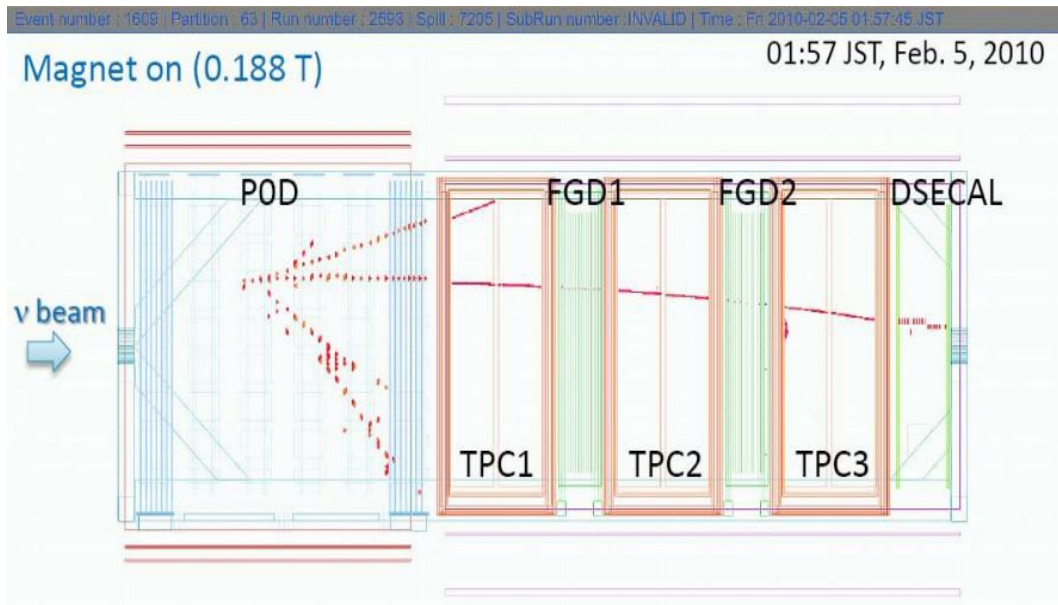 Event number : 1609 | Partition : 63 | Run number : 2593 | Spill : 7205 | SubRun number :INVALID | Time : Fri 2010-02-05 01:57:45 JST
Magnet on (0.188 T)
01:57 JST, Feb. 5, 2010
P0D
FGD1
FGD2
DSECAL
ν beam
TPC1
TPC2
TPC3